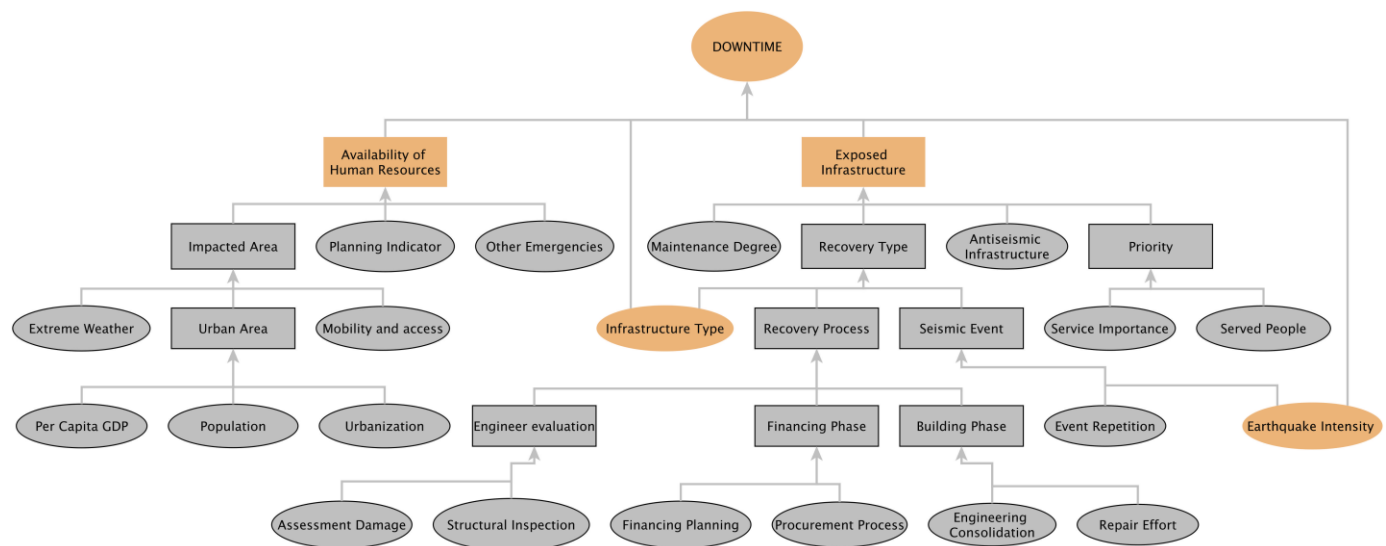 DOWNTIME
Availability of
Human Resources
Exposed
Infrastructure
Impacted Area
Planning Indicator
Other Emergencies
Maintenance Degree
Recovery Type
Antiseismic
Infrastructure
Priority
Extreme Weather
Urban Area
Mobility and access
Infrastructure Type
Recovery Process
Seismic Event
Service Importance
Served People
Per Capita GDP
Population
Urbanization
Engineer evaluation
Financing Phase
Building Phase
Event Repetition
Earthquake Intensity
Assessment Damage
Structural Inspection
Financing Planning
Procurement Process
Engineering
Consolidation
Repair Effort